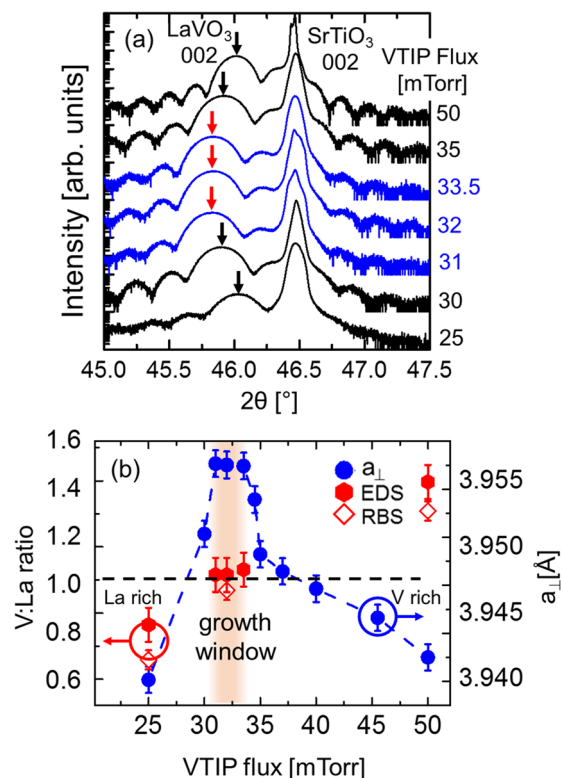 (a)
LaVO3
002
SrTiO3
002
VTIP Flux
[mTorr]
50
35
33.5
32
31
30
25
Intensity [arb. units]
45.0 45.5 46.0 46.5 47.0 47.5
2θ [°]
(b)
a⊥
EDS
RBS
1.6
1.4
1.2
1.0
0.8
0.6
V:La ratio
La rich
V rich
growth
window
3.955
3.950
3.945
3.940
a⊥[Å]
25 30 35 40 45 50
VTIP flux [mTorr]